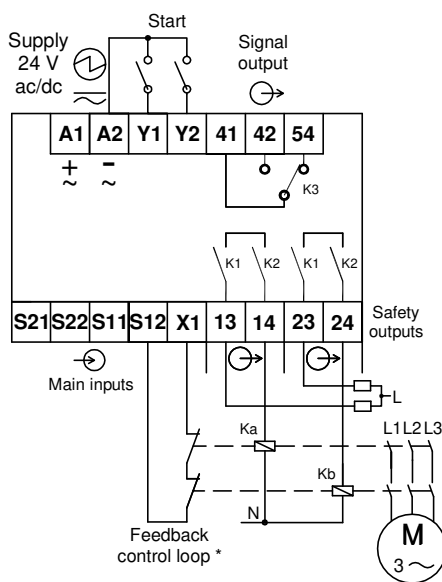 Start
Supply
24 V
ac/dc
Signal
output
A1 A2 Y1 Y2 41 42 54
+ -
~ ~
K3
K1 K2 K1 K2
S21 S22 S11 S12 X1 13 14 23 24
Safety
outputs
Main inputs
L
Ka
L1 L2 L3
Kb
N
Feedback
control loop *
M
3 ~